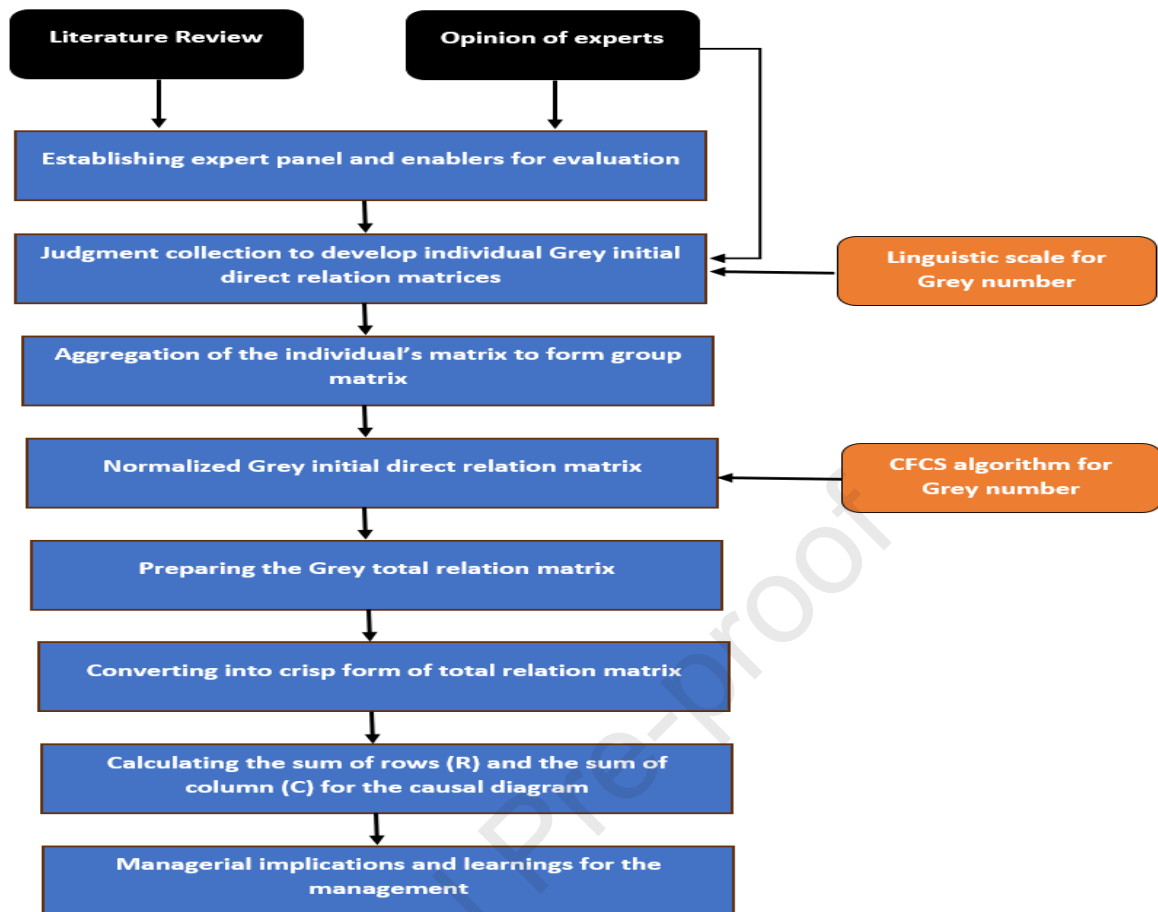 Literature Review
Opinion of experts
Establishing expert panel and enablers for evaluation
Judgment collection to develop individual Grey initial
direct relation matrices
Linguistic scale for
Grey number
Aggregation of the individual’s matrix to form group
matrix
Normalized Grey initial direct relation matrix
CFCS algorithm for
Grey number
Preparing the Grey total relation matrix
Converting into crisp form of total relation matrix
Calculating the sum of rows (R) and the sum of
column (C) for the causal diagram
Managerial implications and learnings for the
management
Pre-proof